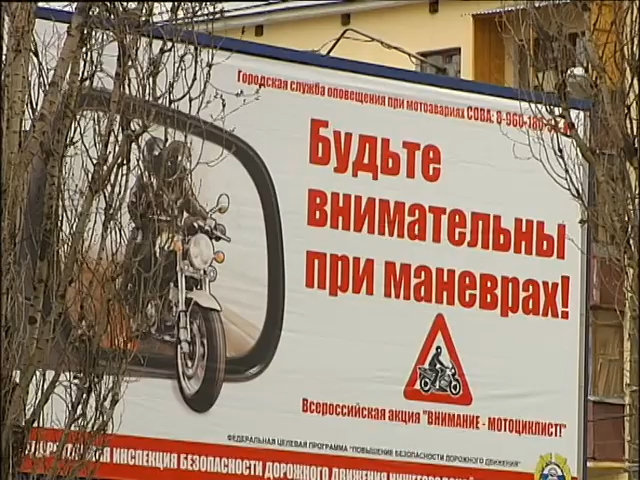 Городская служба оповещения при мотоавариях СОВА: 8-960-180-
Будьте
внимательны
при маневрах!
Всероссийская акция "ВНИМАНИЕ - МОТОЦИКЛИСТ!"
ФЕДЕРАЛЬНАЯ ЦЕЛЕВАЯ ПРОГРАММА "ПОВЫШЕНИЕ БЕЗОПАСНОСТИ ДОРОЖНОГО ДВИЖЕНИЯ"
ИНСПЕКЦИЯ БЕЗОПАСНОСТИ ДОРОЖНОГО ДВИЖЕНИЯ